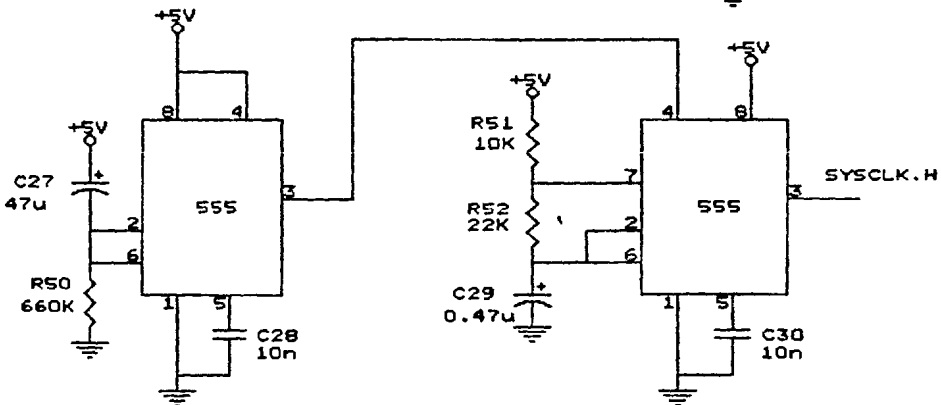 +5V
+5V
+5V
8
4
4
8
+5V
R51
10K
C27
47u
+
2
6
3
555
7
555
3
SYSCLK.H
R52
22K
2
6
R50
660K
1
5
C29
0.47u
+
1
5
C28
10n
C30
10n
+5V